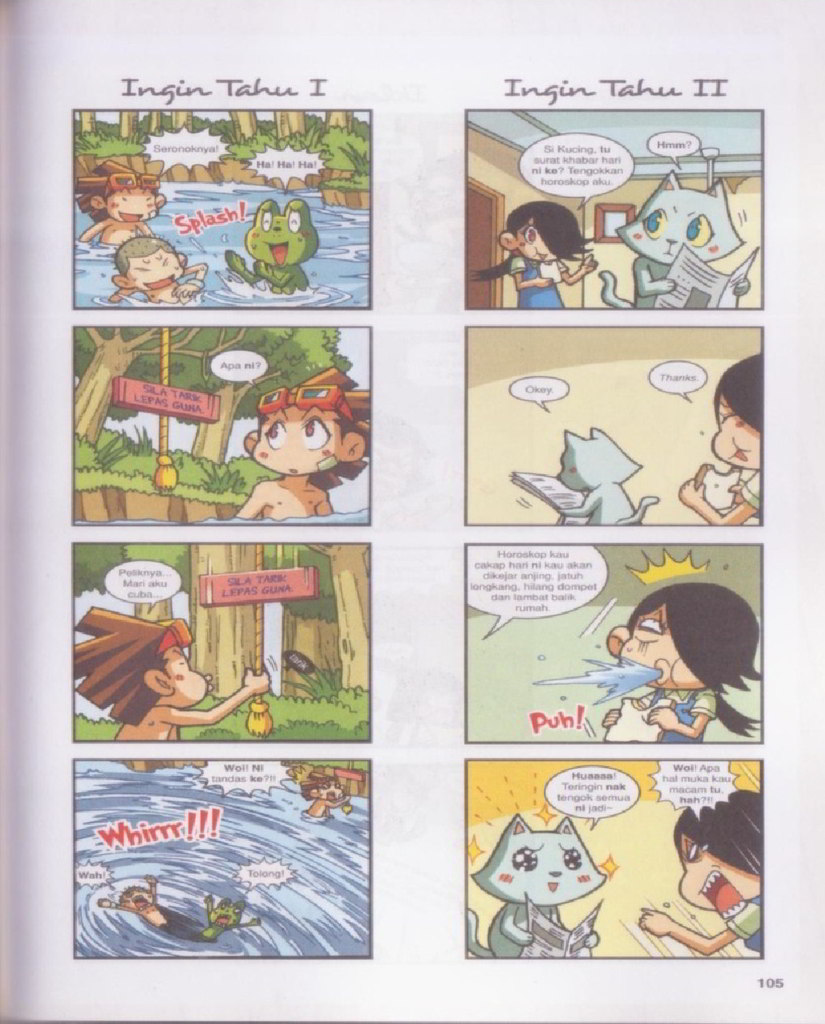 Ingin Tahu I
Seronoknya!
Ha! Ha! Ha!
Splash!
Apa ni?
SILA TARIK
LEPAS GUNA
Peliknya...
Mari aku
cuba...
SILA TARIK
LEPAS GUNA
tarik
Woi! Ni
tandas ke?!!
Whirrr!!!
Wah!
Tolong!
Ingin Tahu II
Si Kucing, tu
surat khabar hari
ni ke? Tengokkan
horoskop aku.
Hmm?
Okey.
Thanks.
Horoskop kau
cakap hari ni kau akan
dikejar anjing, jatuh
longkang, hilang dompet
dan lambat balik
rumah.
Puh!
Huaaaa!
Teringin nak
tengok semua
ni jadi~
Woi! Apa
hal muka kau
macam tu,
hah?!!
105